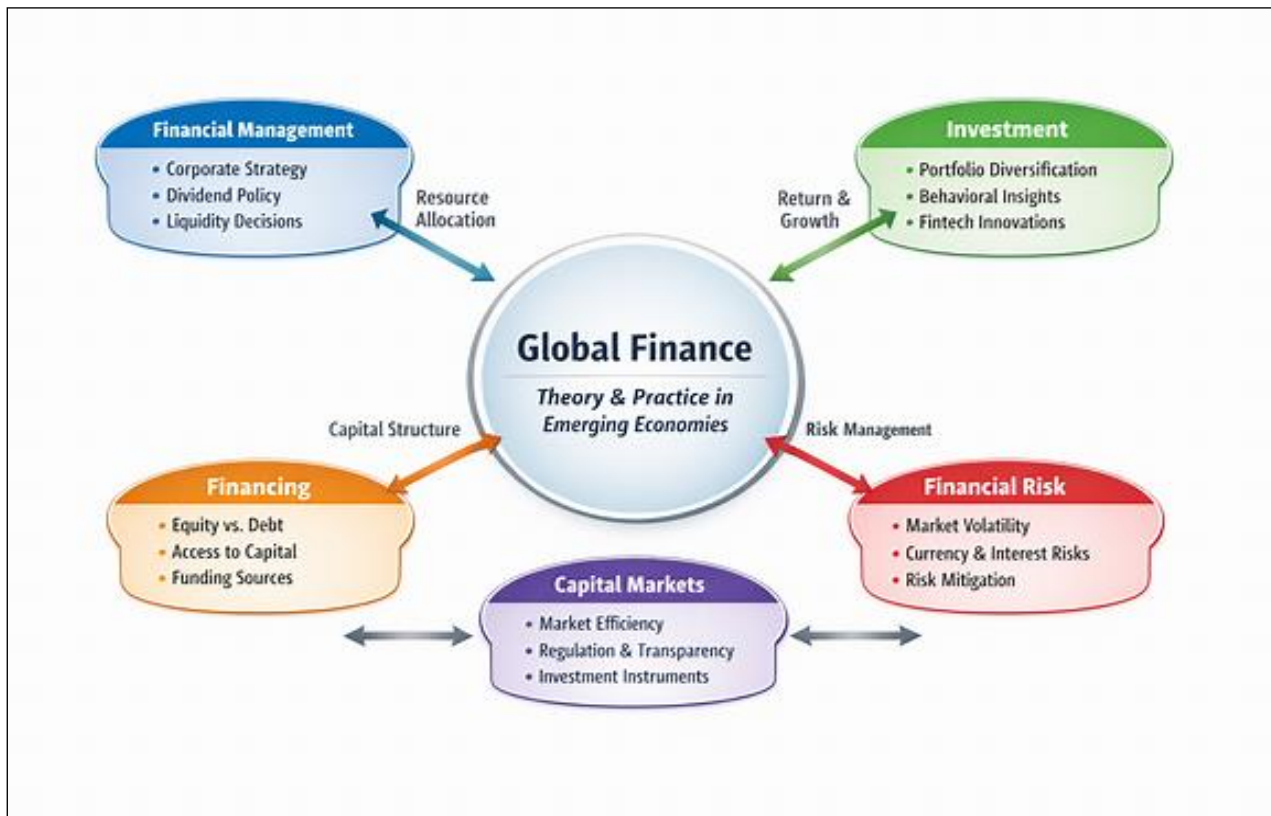 Financial Management
• Corporate Strategy
• Dividend Policy
• Liquidity Decisions
Resource
Allocation
Investment
• Portfolio Diversification
• Behavioral Insights
• Fintech Innovations
Return &
Growth
Global Finance
Theory & Practice in
Emerging Economies
Capital Structure
Risk Management
Financing
• Equity vs. Debt
• Access to Capital
• Funding Sources
Financial Risk
• Market Volatility
• Currency & Interest Risks
• Risk Mitigation
Capital Markets
• Market Efficiency
• Regulation & Transparency
• Investment Instruments